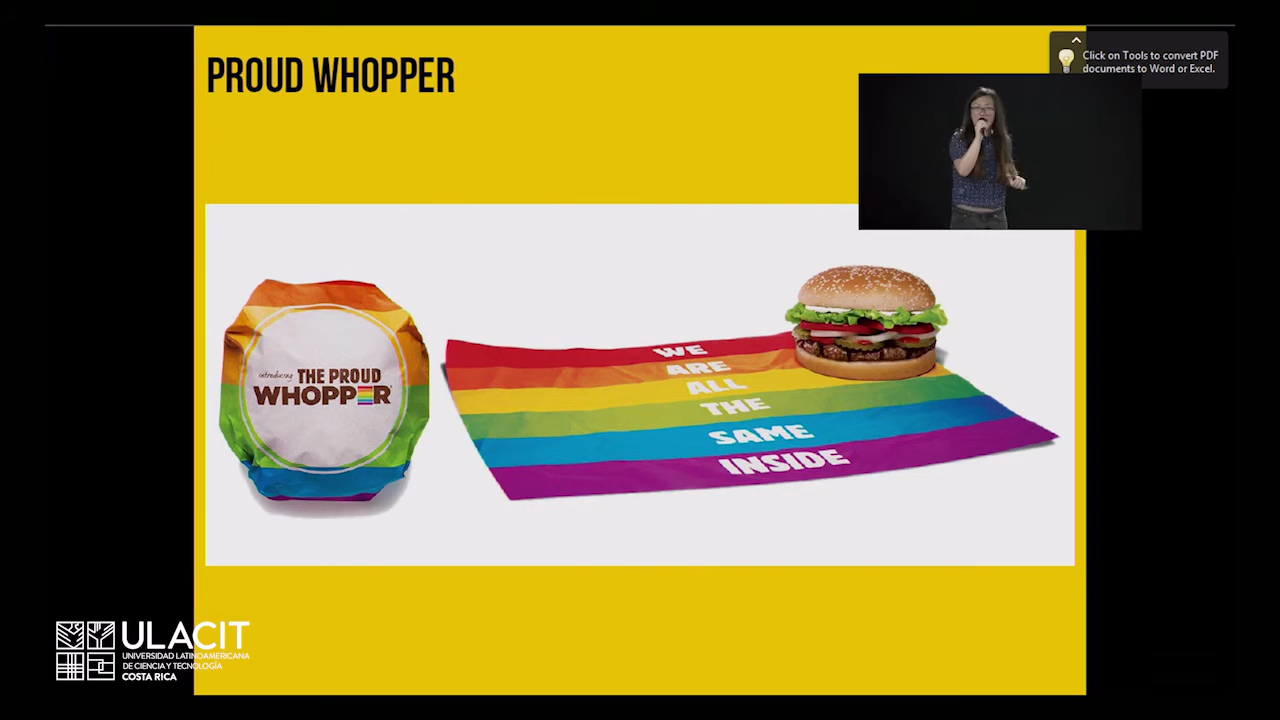 PROUD WHOPPER
Click on Tools to convert PDF
documents to Word or Excel.
introducing THE PROUD
WHOPPER
WE
ARE
ALL
THE
SAME
INSIDE
ULACIT
UNIVERSIDAD LATINOAMERICANA
DE CIENCIA Y TECNOLOGÍA
COSTA RICA